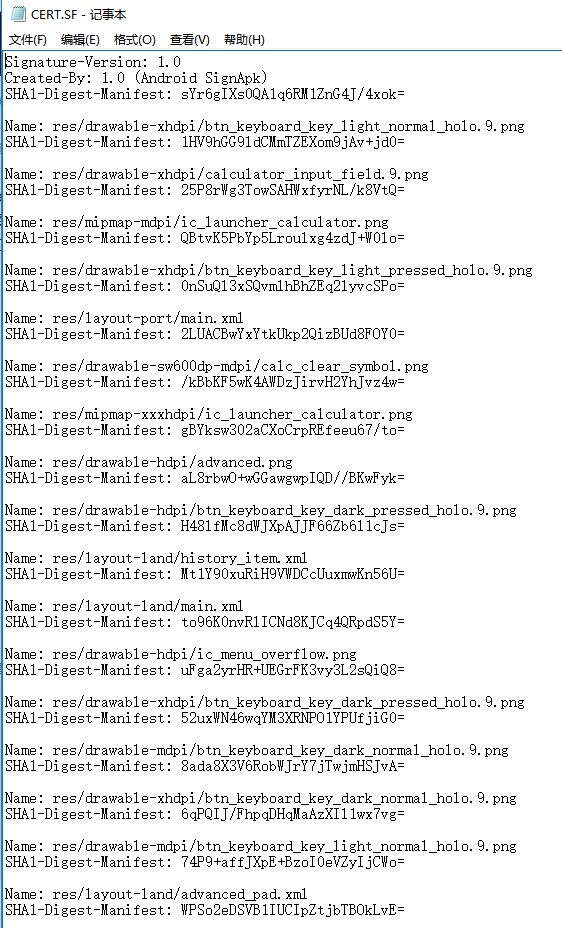 CERT.SF - 记事本
文件(F) 编辑(E) 格式(O) 查看(V) 帮助(H)
Signature-Version: 1.0
Created-By: 1.0 (Android SignApk)
SHA1-Digest-Manifest: sYr6gIXs0QA1q6RM1ZnG4J/4xok=
Name: res/drawable-xhdpi/btn_keyboard_key_light_normal_holo.9.png
SHA1-Digest-Manifest: 1HV9hGG91dCMmTZEXom9jAv+jd0=
Name: res/drawable-xhdpi/calculator_input_field.9.png
SHA1-Digest-Manifest: 25P8rWg3TowSAHWxfyrNL/k8VtQ=
Name: res/mipmap-mdpi/ic_launcher_calculator.png
SHA1-Digest-Manifest: QBtvK5PbYp5Lroulxg4zdJ+W01o=
Name: res/drawable-xhdpi/btn_keyboard_key_light_pressed_holo.9.png
SHA1-Digest-Manifest: 0nSuQ13xSQvmlhBhZEq21yvcSPo=
Name: res/layout-port/main.xml
SHA1-Digest-Manifest: 2LUACBwYxYtkUkp2QizBUd8FOY0=
Name: res/drawable-sw600dp-mdpi/calc_clear_symbol.png
SHA1-Digest-Manifest: /kBbKF5wK4AWDzJirvH2YhJvz4w=
Name: res/mipmap-xxxhdpi/ic_launcher_calculator.png
SHA1-Digest-Manifest: gBYksw302aCXoCrpREfeeu67/to=
Name: res/drawable-hdpi/advanced.png
SHA1-Digest-Manifest: aL8rbwO+wGGawgwpIQD//BKwFyk=
Name: res/drawable-hdpi/btn_keyboard_key_dark_pressed_holo.9.png
SHA1-Digest-Manifest: H481fMc8dWJXpAJJF66Zb611cJs=
Name: res/layout-land/history_item.xml
SHA1-Digest-Manifest: Mt1Y90xuRiH9VWDCcUuxmwKn56U=
Name: res/layout-land/main.xml
SHA1-Digest-Manifest: to96K0nvR1ICNd8KJCq4QRpdS5Y=
Name: res/drawable-hdpi/ic_menu_overflow.png
SHA1-Digest-Manifest: uFga2yrHR+UEGrFK3vy3L2sQiQ8=
Name: res/drawable-xhdpi/btn_keyboard_key_dark_pressed_holo.9.png
SHA1-Digest-Manifest: 52uxWN46wqYM3XRNPO1YPUfjiG0=
Name: res/drawable-mdpi/btn_keyboard_key_dark_normal_holo.9.png
SHA1-Digest-Manifest: 8ada8X3V6RobWJrY7jTwjmHSJvA=
Name: res/drawable-xhdpi/btn_keyboard_key_dark_normal_holo.9.png
SHA1-Digest-Manifest: 6qPQIJ/FhpqDHqMaAzXI11wx7vg=
Name: res/drawable-mdpi/btn_keyboard_key_light_normal_holo.9.png
SHA1-Digest-Manifest: 74P9+affJXpE+BzoI0eVZyIjCWo=
Name: res/layout-land/advanced_pad.xml
SHA1-Digest-Manifest: WPSo2eDSVB1IUCIpZtjbTBOkLvE=